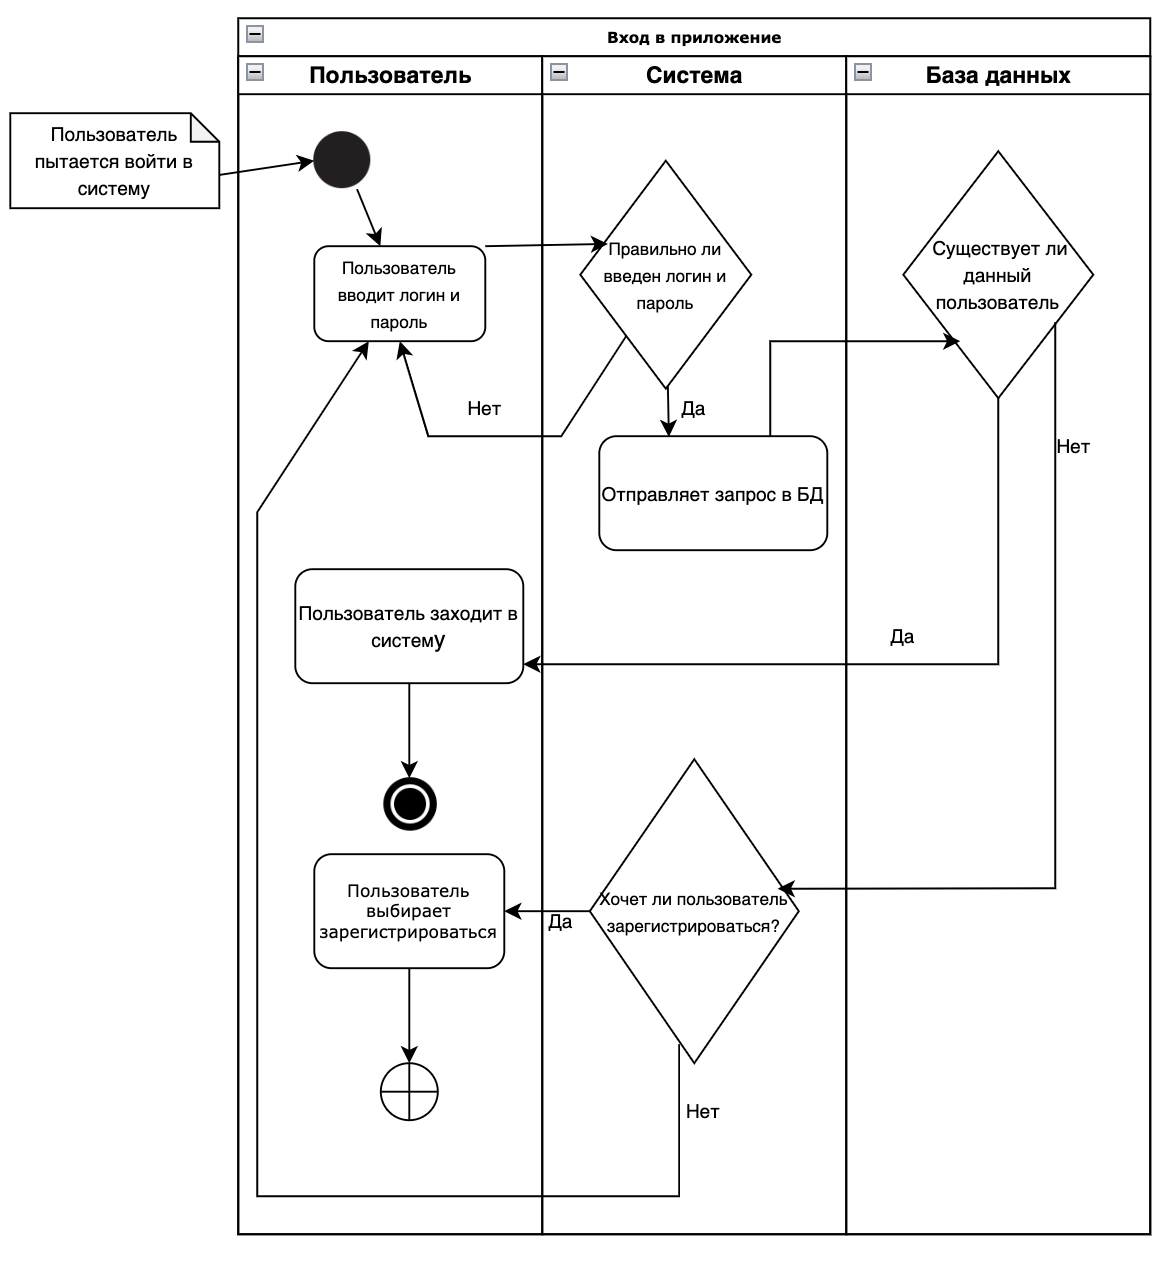 Вход в приложение
Пользователь
Система
База данных
Пользователь
пытается войти в
систему
Пользователь
вводит логин и
пароль
Правильно ли
введен логин и
пароль
Существует ли
данный
пользователь
Нет
Да
Нет
Отправляет запрос в БД
Пользователь заходит в
систему
Да
Пользователь
выбирает
зарегистрироваться
Да
Хочет ли пользователь
зарегистрироваться?
Нет